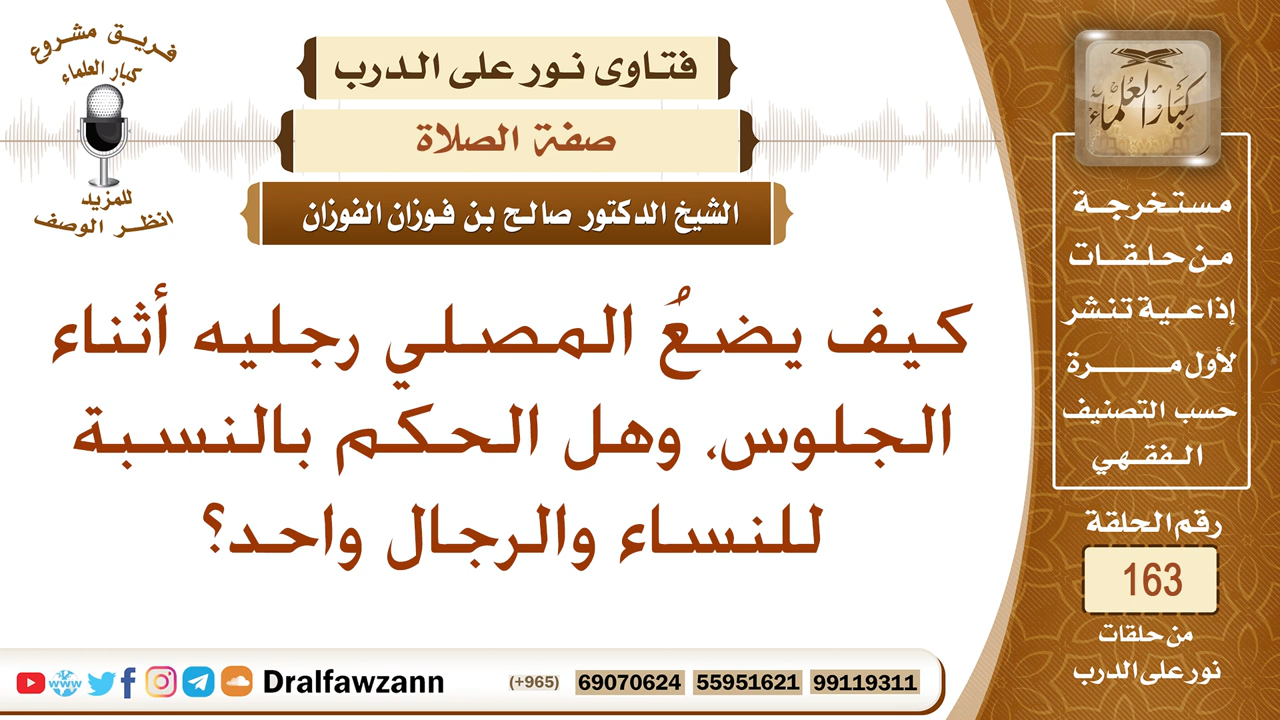 فريق مشروع
كبار العلماء
للمزيد
انظر الوصف
فتاوى نور على الدرب
صفة الصلاة
الشيخ الدكتور صالح بن فوزان الفوزان
كيف يضعُ المصلي رجليه أثناء
الجلوس، وهل الحكم بالنسبة
للنساء والرجال واحد؟
كبار العلماء
مستخرجة
من حلقات
إذاعية تنشر
لأول مرة
حسب التصنيف
الفقهي
رقم الحلقة
163
من حلقات
نور على الدرب
www Dralfawzann (+965) 69070624 55951621 99119311